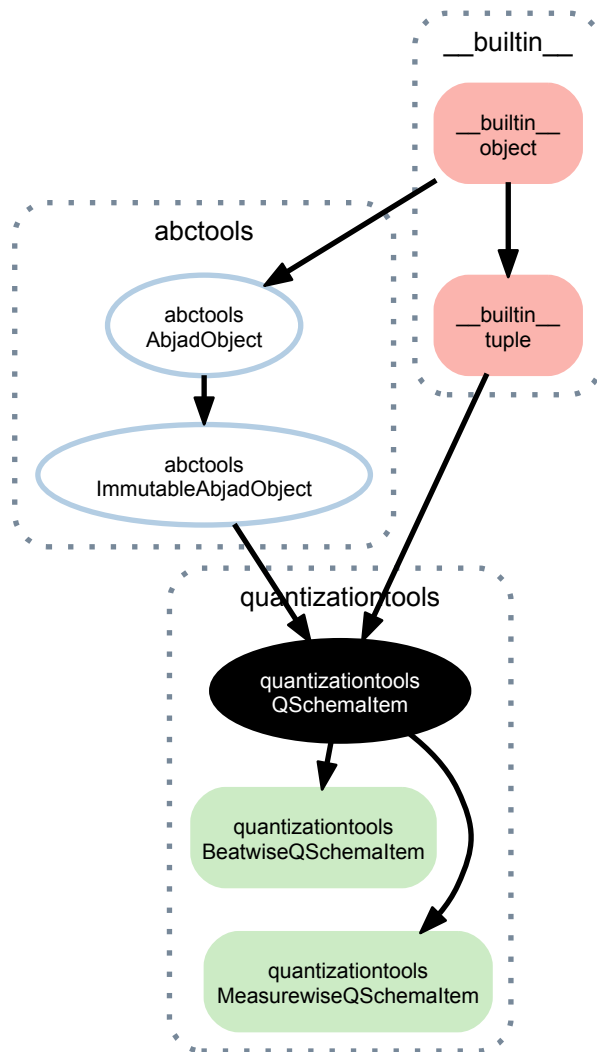 __builtin__
__builtin__
object
abctools
abctools
AbjadObject
__builtin__
tuple
abctools
ImmutableAbjadObject
quantizationtools
quantizationtools
QSchemaItem
quantizationtools
BeatwiseQSchemaItem
quantizationtools
MeasurewiseQSchemaItem